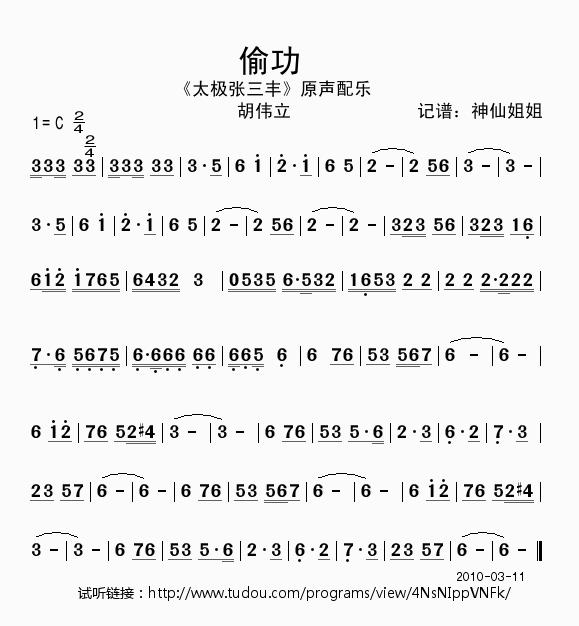 偷功
《太极张三丰》原声配乐
胡伟立 记谱：神仙姐姐
1=C 2/4
2/4
333 33 | 333 33 | 3·5 | 6 i | 2·i | 6 5 | 2 - | 2 56 | 3 - | 3 - |
3·5 | 6 i | 2·i | 6 5 | 2 - | 2 56 | 2 - | 2 - | 323 56 | 323 16 |
6i2 i765 | 6432 3 | 0535 6·532 | 1653 2 2 | 2 2 2·222 |
7·6 5675 | 6·666 66 | 665 6 | 6 76 | 53 567 | 6 - | 6 - |
6 i2 | 76 52#4 | 3 - | 3 - | 6 76 | 53 5·6 | 2·3 | 6·2 | 7·3 |
23 57 | 6 - | 6 - | 6 76 | 53 567 | 6 - | 6 - | 6 i2 | 76 52#4 |
3 - | 3 - | 6 76 | 53 5·6 | 2·3 | 6·2 | 7·3 | 23 57 | 6 - | 6 - ‖
2010-03-11
试听链接：http://www.tudou.com/programs/view/4NsNIppVNFk/